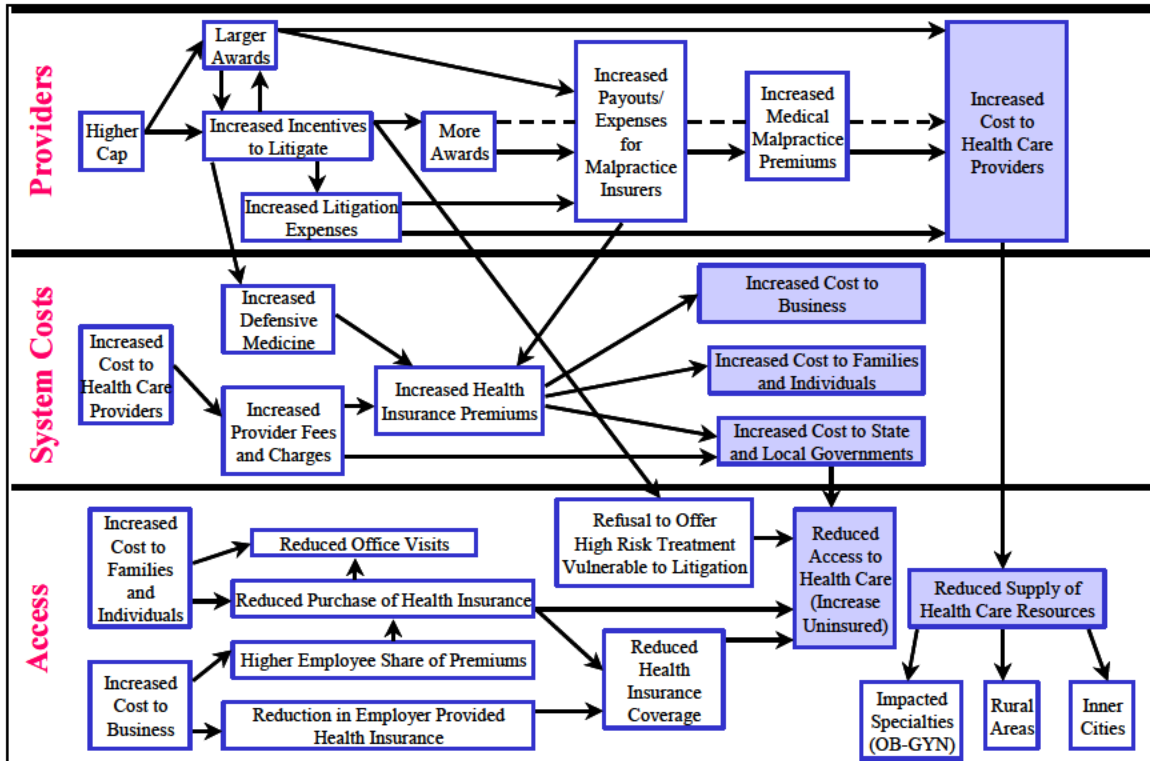 Providers
Larger
Awards
Higher
Cap
Increased Incentives
to Litigate
More
Awards
Increased Litigation
Expenses
Increased
Payouts/
Expenses
for
Malpractice
Insurers
Increased
Medical
Malpractice
Premiums
Increased
Cost to
Health Care
Providers
System Costs
Increased
Defensive
Medicine
Increased
Cost to
Health Care
Providers
Increased
Provider Fees
and Charges
Increased Health
Insurance Premiums
Increased Cost to
Business
Increased Cost to Families
and Individuals
Increased Cost to State
and Local Governments
Access
Increased
Cost to
Families
and
Individuals
Reduced Office Visits
Reduced Purchase of Health Insurance
Higher Employee Share of Premiums
Increased
Cost to
Business
Reduction in Employer Provided
Health Insurance
Refusal to Offer
High Risk Treatment
Vulnerable to Litigation
Reduced
Health
Insurance
Coverage
Reduced
Access to
Health Care
(Increase
Uninsured)
Reduced Supply of
Health Care Resources
Impacted
Specialties
(OB-GYN)
Rural
Areas
Inner
Cities